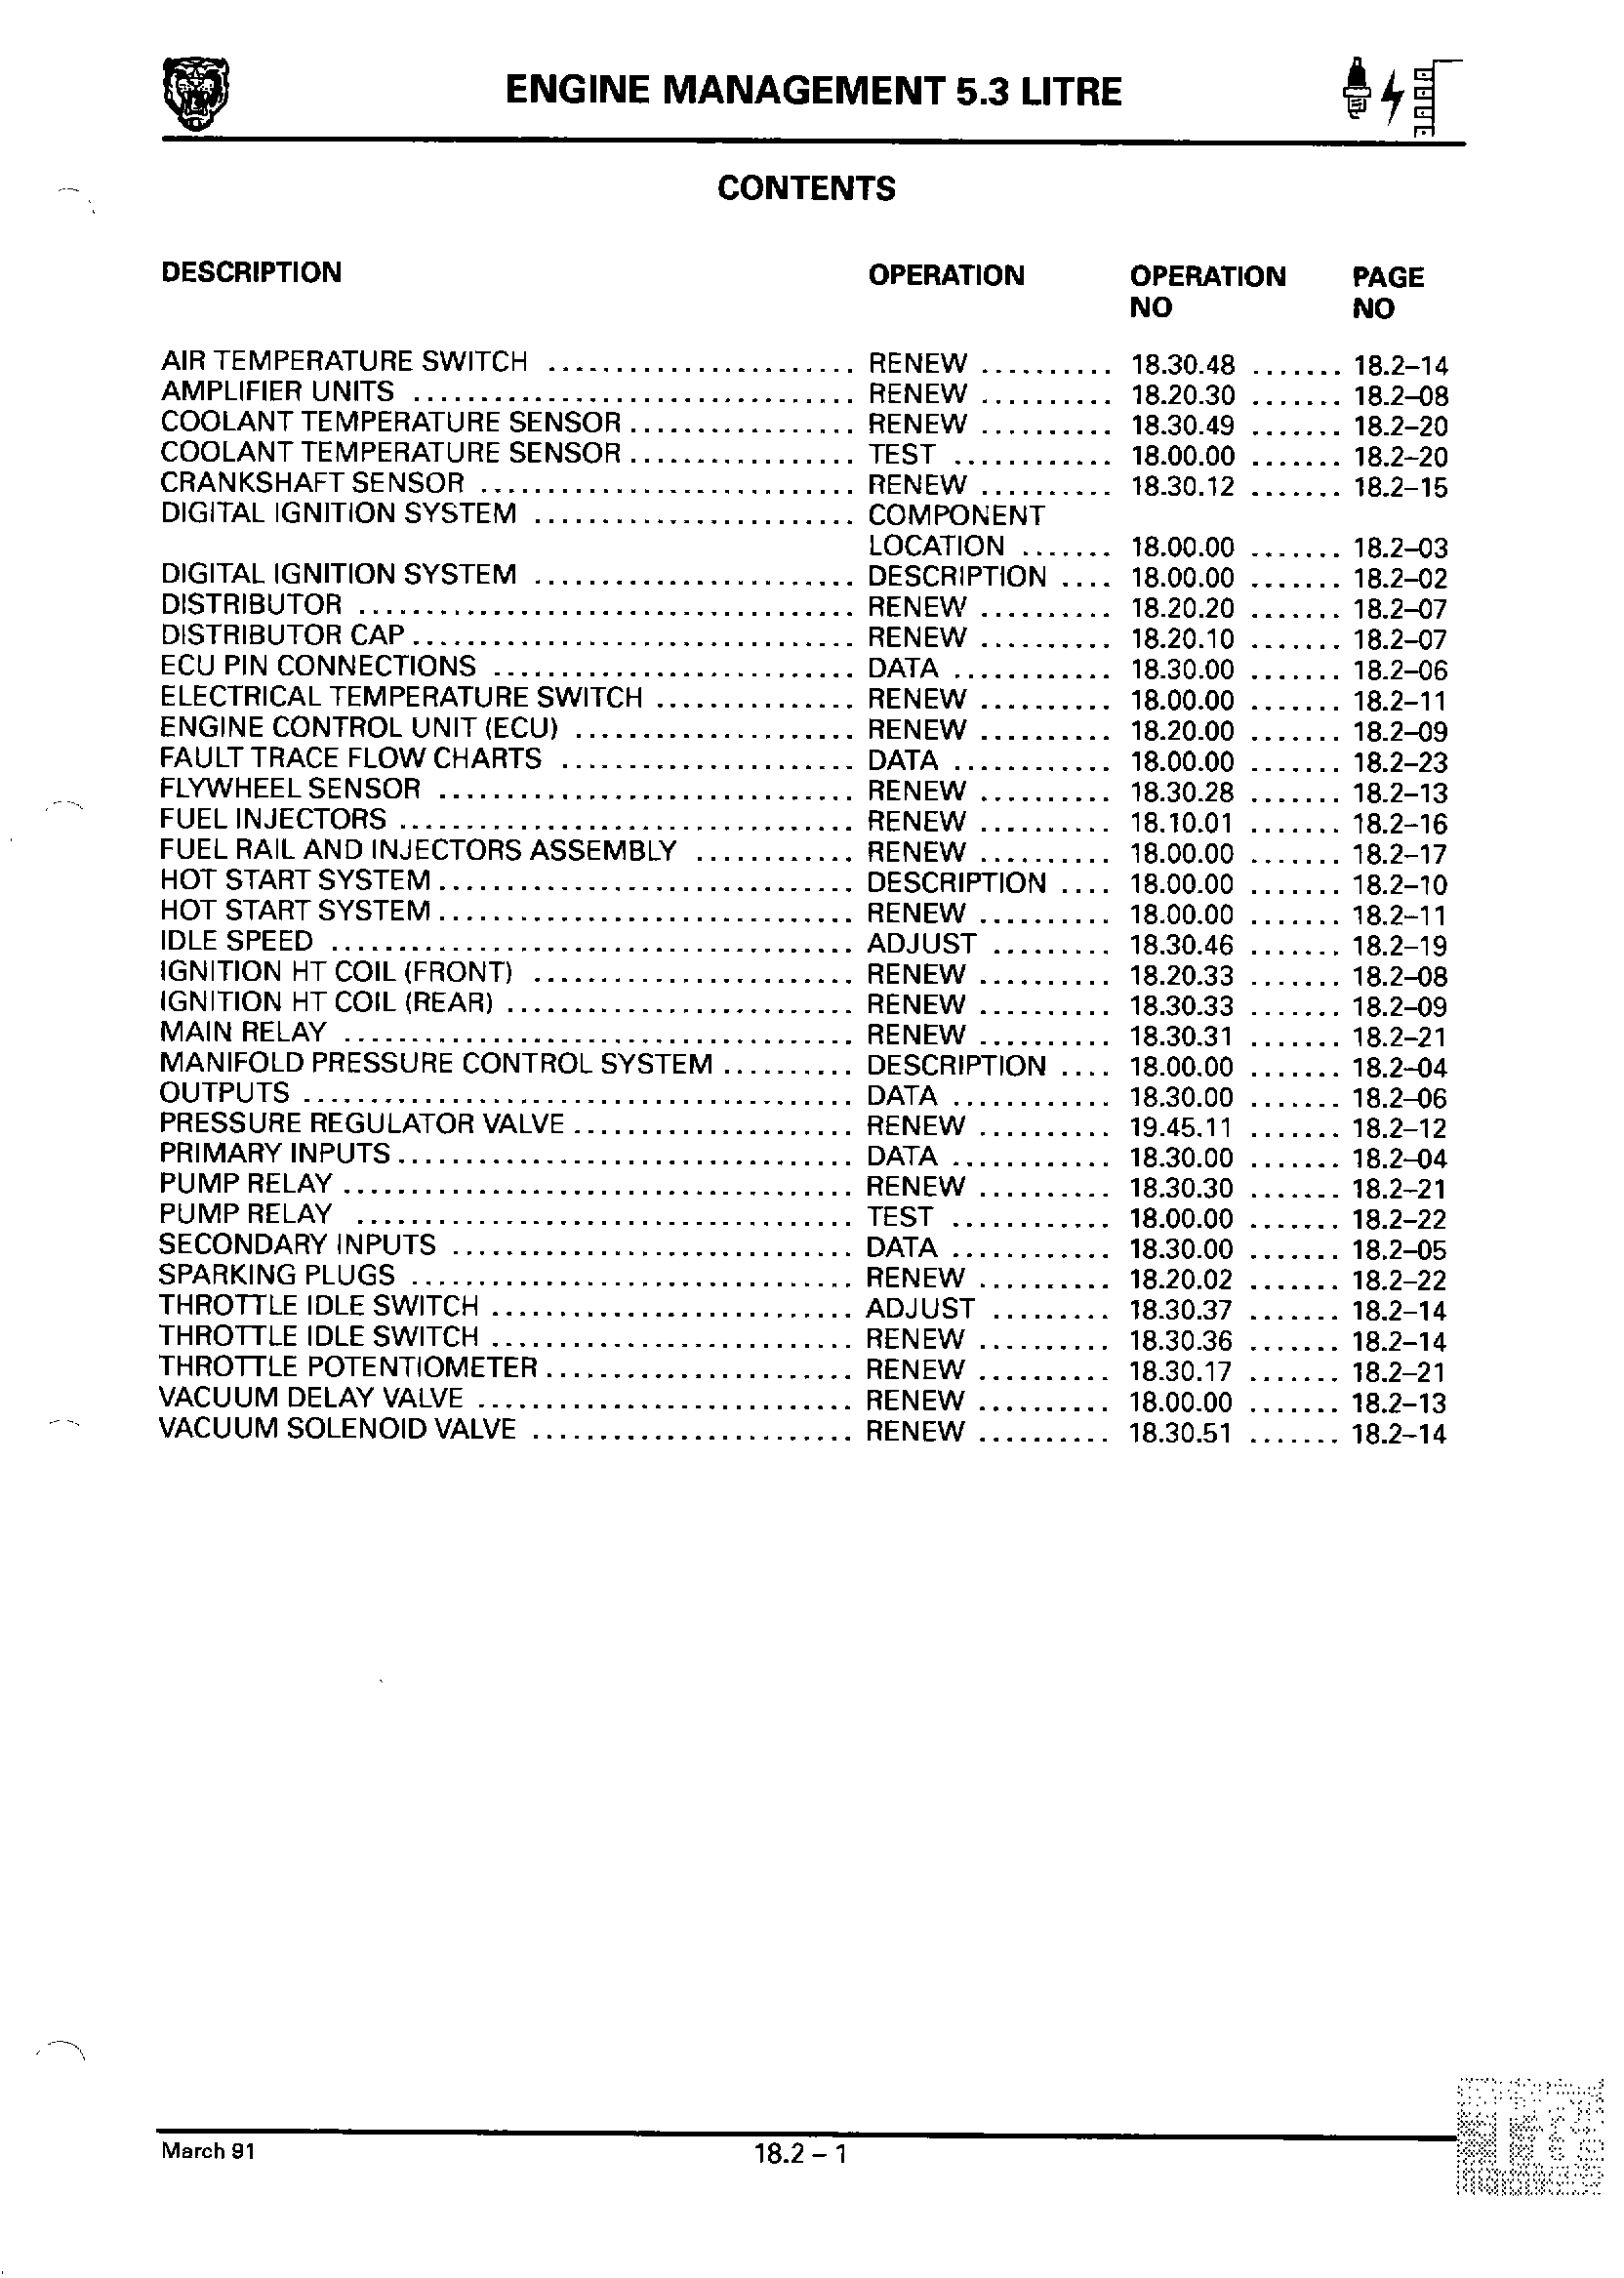 ENGINE MANAGEMENT 5.3 LITRE
CONTENTS
DESCRIPTION OPERATION OPERATION PAGE
NO NO
AIR TEMPERATURE SWITCH ....................... RENEW .......... 18.30.48 ....... 18.2–14
AMPLIFIER UNITS ................................. RENEW .......... 18.20.30 ....... 18.2–08
COOLANT TEMPERATURE SENSOR ................. RENEW .......... 18.30.49 ....... 18.2–20
COOLANT TEMPERATURE SENSOR ................. TEST ............ 18.00.00 ....... 18.2–20
CRANKSHAFT SENSOR ............................ RENEW .......... 18.30.12 ....... 18.2–15
DIGITAL IGNITION SYSTEM ........................ COMPONENT
LOCATION ....... 18.00.00 ....... 18.2–03
DIGITAL IGNITION SYSTEM ........................ DESCRIPTION .... 18.00.00 ....... 18.2–02
DISTRIBUTOR ..................................... RENEW .......... 18.20.20 ....... 18.2–07
DISTRIBUTOR CAP ................................. RENEW .......... 18.20.10 ....... 18.2–07
ECU PIN CONNECTIONS ........................... DATA ............ 18.30.00 ....... 18.2–06
ELECTRICAL TEMPERATURE SWITCH ............... RENEW .......... 18.00.00 ....... 18.2–11
ENGINE CONTROL UNIT (ECU) ..................... RENEW .......... 18.20.00 ....... 18.2–09
FAULT TRACE FLOW CHARTS ...................... DATA ............ 18.00.00 ....... 18.2–23
FLYWHEEL SENSOR ............................... RENEW .......... 18.30.28 ....... 18.2–13
FUEL INJECTORS .................................. RENEW .......... 18.10.01 ....... 18.2–16
FUEL RAIL AND INJECTORS ASSEMBLY ............ RENEW .......... 18.00.00 ....... 18.2–17
HOT START SYSTEM ............................... DESCRIPTION .... 18.00.00 ....... 18.2–10
HOT START SYSTEM ............................... RENEW .......... 18.00.00 ....... 18.2–11
IDLE SPEED ....................................... ADJUST ......... 18.30.46 ....... 18.2–19
IGNITION HT COIL (FRONT) ........................ RENEW .......... 18.20.33 ....... 18.2–08
IGNITION HT COIL (REAR) .......................... RENEW .......... 18.30.33 ....... 18.2–09
MAIN RELAY ...................................... RENEW .......... 18.30.31 ....... 18.2–21
MANIFOLD PRESSURE CONTROL SYSTEM .......... DESCRIPTION .... 18.00.00 ....... 18.2–04
OUTPUTS ......................................... DATA ............ 18.30.00 ....... 18.2–06
PRESSURE REGULATOR VALVE ..................... RENEW .......... 19.45.11 ....... 18.2–12
PRIMARY INPUTS .................................. DATA ............ 18.30.00 ....... 18.2–04
PUMP RELAY ...................................... RENEW .......... 18.30.30 ....... 18.2–21
PUMP RELAY ..................................... TEST ............ 18.00.00 ....... 18.2–22
SECONDARY INPUTS .............................. DATA ............ 18.30.00 ....... 18.2–05
SPARKING PLUGS ................................. RENEW .......... 18.20.02 ....... 18.2–22
THROTTLE IDLE SWITCH ........................... ADJUST ......... 18.30.37 ....... 18.2–14
THROTTLE IDLE SWITCH ........................... RENEW .......... 18.30.36 ....... 18.2–14
THROTTLE POTENTIOMETER ....................... RENEW .......... 18.30.17 ....... 18.2–21
VACUUM DELAY VALVE ............................ RENEW .......... 18.00.00 ....... 18.2–13
VACUUM SOLENOID VALVE ........................ RENEW .......... 18.30.51 ....... 18.2–14
March 91 18.2 – 1